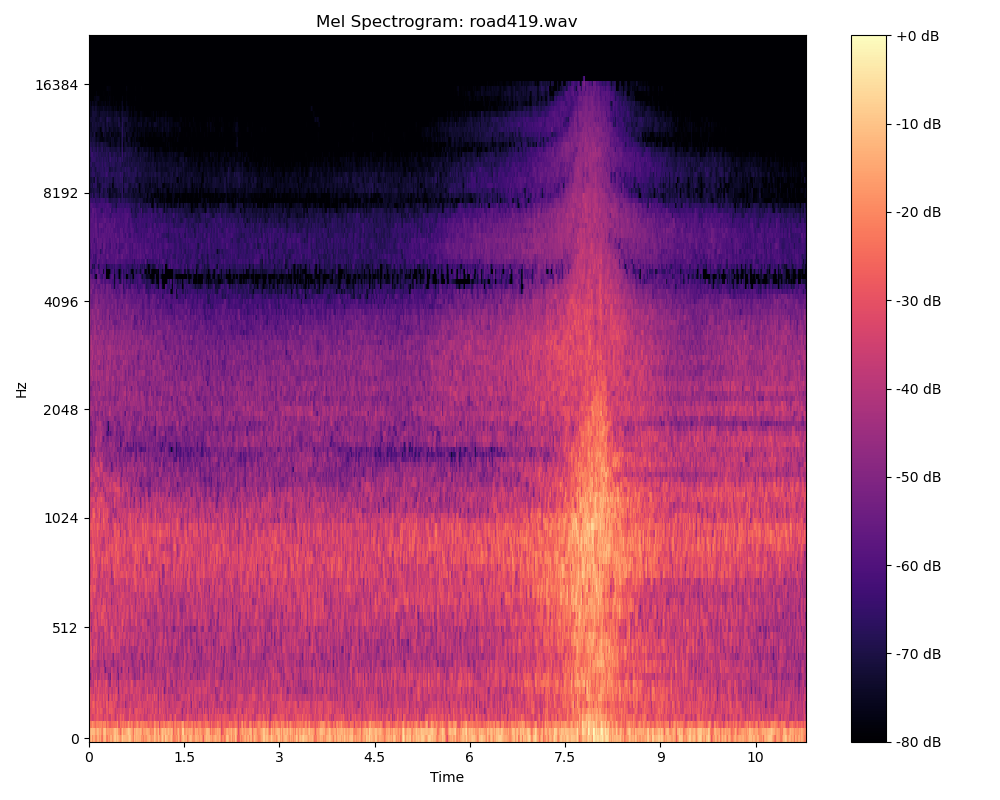 Mel Spectrogram: road419.wav
+0 dB
16384
-10 dB
8192
-20 dB
4096
-30 dB
Hz
2048
-40 dB
-50 dB
1024
-60 dB
512
-70 dB
0
-80 dB
0 1.5 3 4.5 6 7.5 9 10
Time